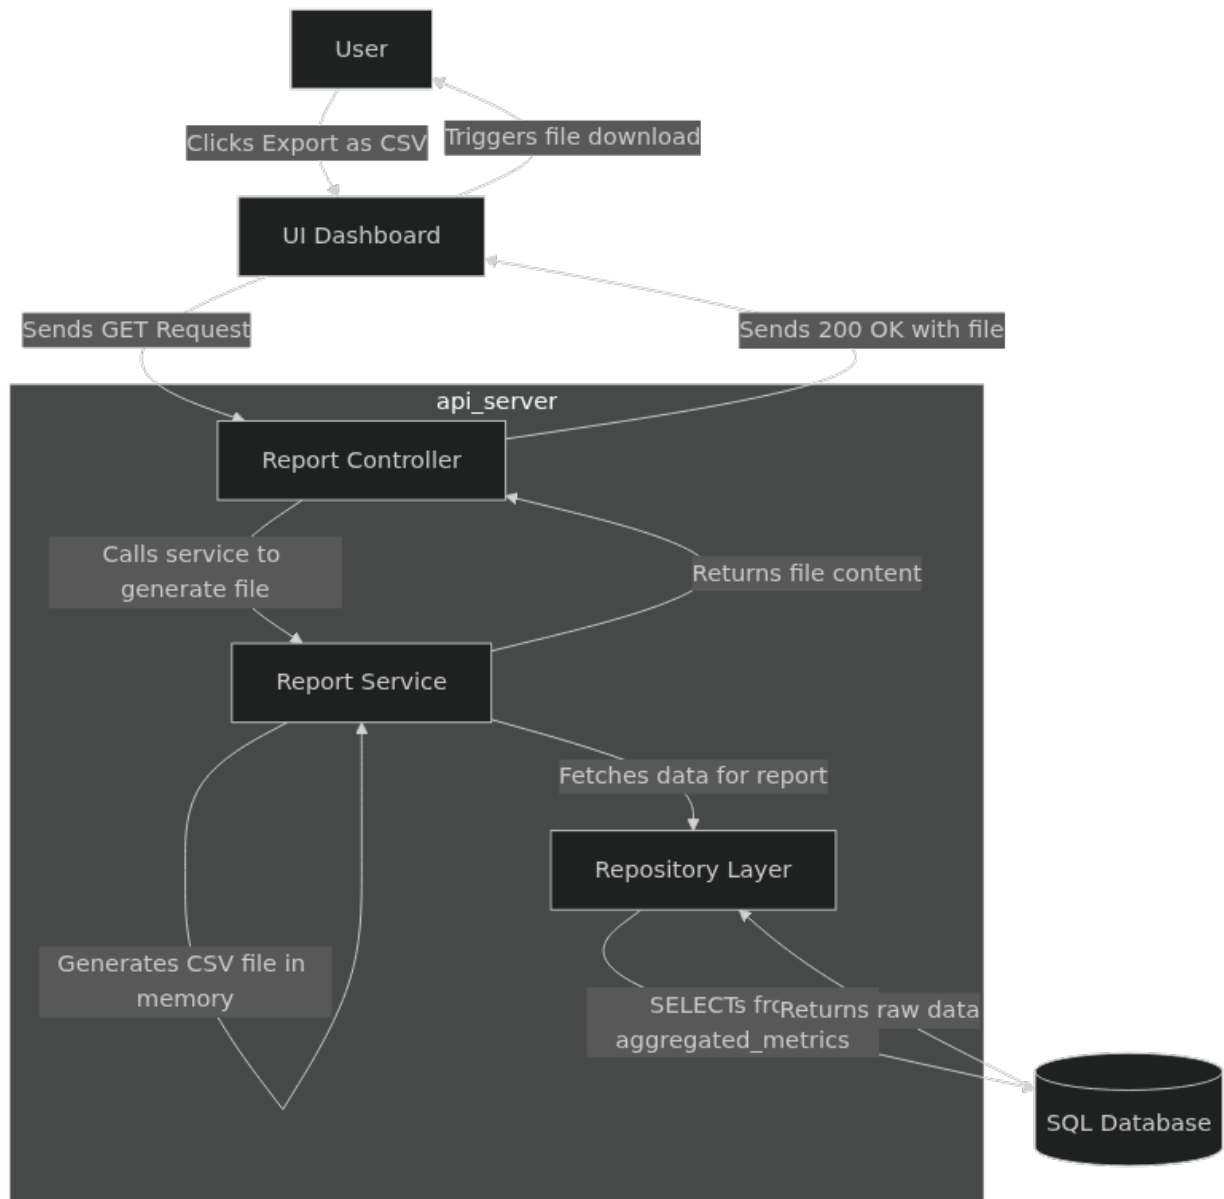 User
Clicks Export as CSV
Triggers file download
UI Dashboard
Sends GET Request
Sends 200 OK with file
api_server
Report Controller
Calls service to
generate file
Returns file content
Report Service
Fetches data for report
Repository Layer
Generates CSV file in
memory
SELECTs
aggregated_metrics
Returns raw data
SQL Database